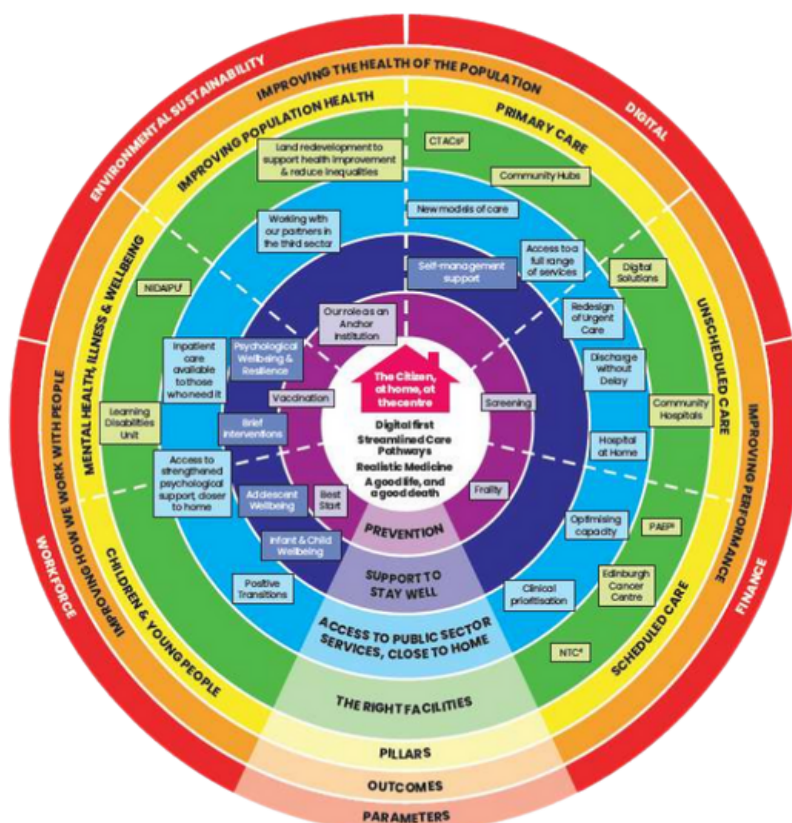 ENVIRONMENTAL SUSTAINABILITY
DIGITAL
WORKFORCE
FINANCE
IMPROVING THE HEALTH OF THE POPULATION
IMPROVING HOW WE WORK WITH PEOPLE
IMPROVING PERFORMANCE
IMPROVING POPULATION HEALTH
PRIMARY CARE
MENTAL HEALTH, ILLNESS & WELLBEING
UNSCHEDULED CARE
CHILDREN & YOUNG PEOPLE
SCHEDULED CARE
Land redevelopment to
support health improvement
& reduce inequalities
CTACs
Community Hubs
Working with
our partners in
the third sector
New models of care
Access to a
full range
of services
Self-management
support
Digital
Solutions
NIDAIPU
Our role as an
Anchor
institution
Redesign
of Urgent
Care
Inpatient
care
available
to those
who need it
Psychological
Wellbeing &
Resilience
Discharge
without
Delay
The Citizen,
at home, at
the centre
Vaccination
Screening
Learning
Disabilities
Unit
Brief
interventions
Digital first
Streamlined Care
Pathways
Realistic Medicine
A good life, and
a good death
Community
Hospitals
Hospital
at Home
Access to
strengthened
psychological
support, closer
to home
Adolescent
Wellbeing
Best
Start
Frailty
Optimising
capacity
PAEP
Infant & Child
Wellbeing
Positive
Transitions
Clinical
prioritisation
Edinburgh
Cancer
Centre
NTC
PREVENTION
SUPPORT TO
STAY WELL
ACCESS TO PUBLIC SECTOR
SERVICES, CLOSE TO HOME
THE RIGHT FACILITIES
PILLARS
OUTCOMES
PARAMETERS